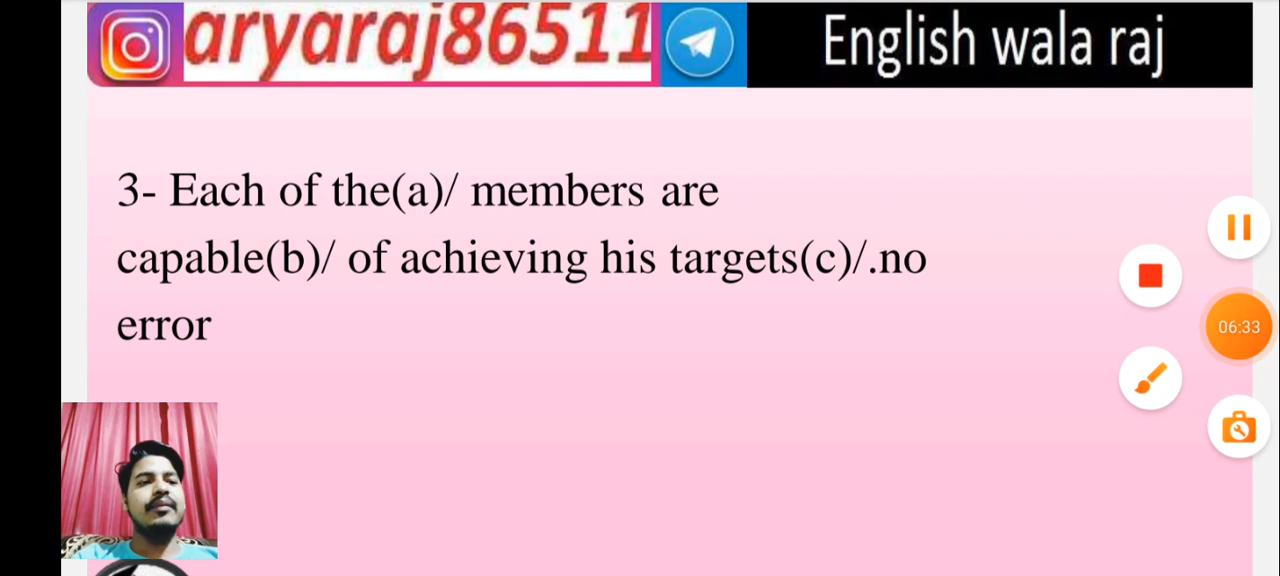 aryaraj86511 English wala raj
3- Each of the(a)/ members are
capable(b)/ of achieving his targets(c)/.no
error
06:33